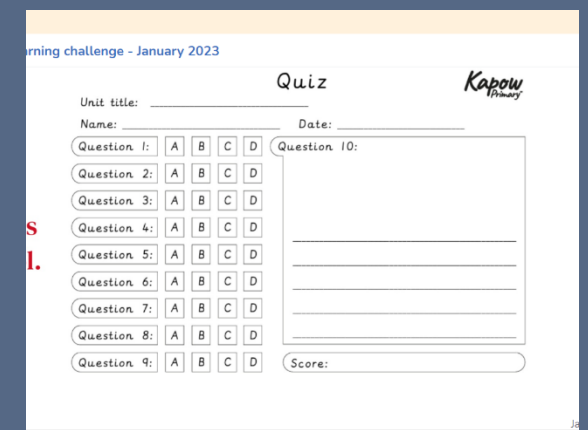 rning challenge - January 2023
Quiz
Kapow
Primary
Unit title:
Name:
Date:
Question 1: A B C D
Question 10:
Question 2: A B C D
Question 3: A B C D
s
Question 4: A B C D
l.
Question 5: A B C D
Question 6: A B C D
Question 7: A B C D
Question 8: A B C D
Question 9: A B C D
Score:
Ja